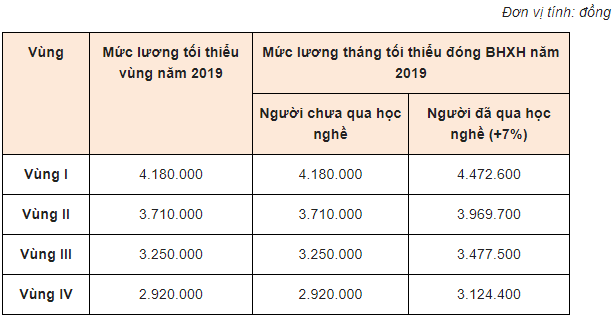 Đơn vị tính: đồng
Vùng
Mức lương tối thiểu
vùng năm 2019
Mức lương tháng tối thiểu đóng BHXH năm
2019
Người chưa qua học
nghề
Người đã qua học
nghề (+7%)
Vùng I 4.180.000 4.180.000 4.472.600
Vùng II 3.710.000 3.710.000 3.969.700
Vùng III 3.250.000 3.250.000 3.477.500
Vùng IV 2.920.000 2.920.000 3.124.400